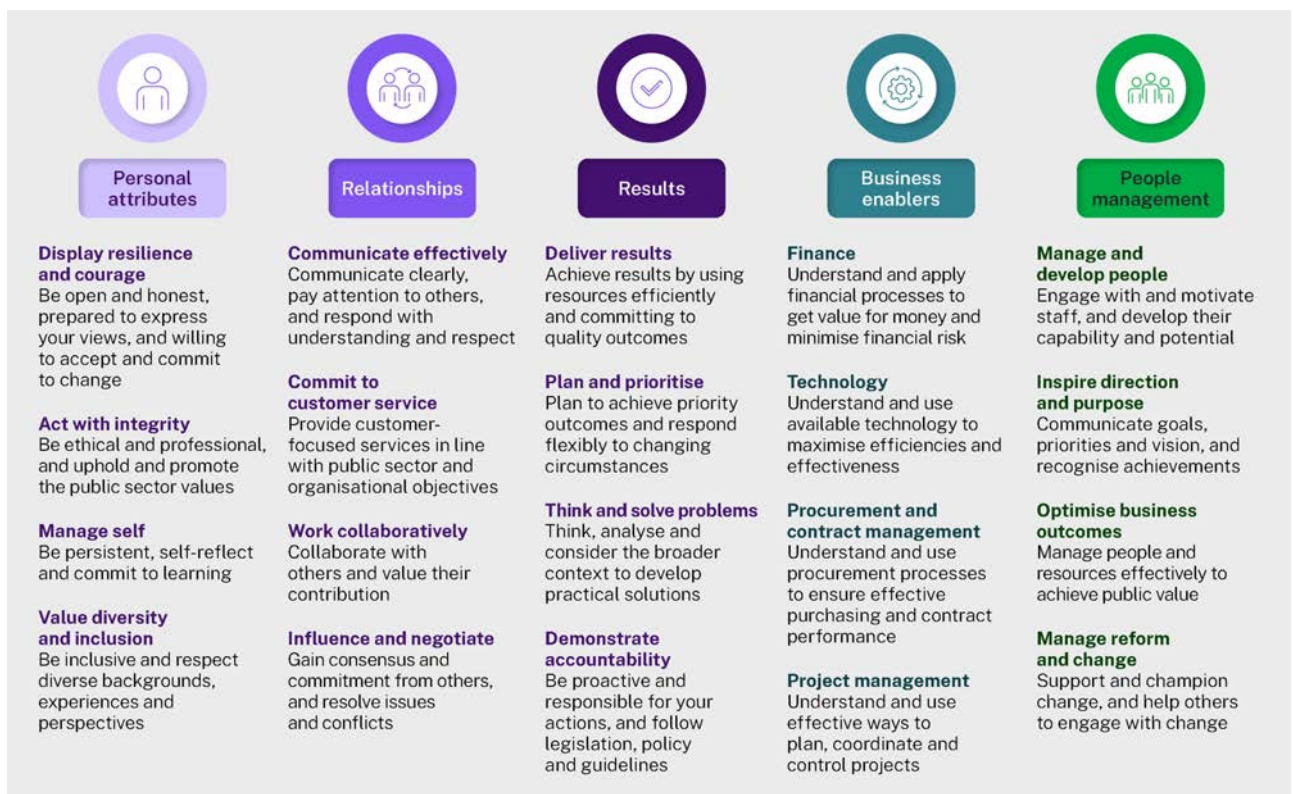 Personal
attributes
Display resilience
and courage
Be open and honest,
prepared to express
your views, and willing
to accept and commit
to change
Act with integrity
Be ethical and professional,
and uphold and promote
the public sector values
Manage self
Be persistent, self-reflect
and commit to learning
Value diversity
and inclusion
Be inclusive and respect
diverse backgrounds,
experiences and
perspectives
Relationships
Communicate effectively
Communicate clearly,
pay attention to others,
and respond with
understanding and respect
Commit to
customer service
Provide customer-
focused services in line
with public sector and
organisational objectives
Work collaboratively
Collaborate with
others and value their
contribution
Influence and negotiate
Gain consensus and
commitment from others,
and resolve issues
and conflicts
Results
Deliver results
Achieve results by using
resources efficiently
and committing to
quality outcomes
Plan and prioritise
Plan to achieve priority
outcomes and respond
flexibly to changing
circumstances
Think and solve problems
Think, analyse and
consider the broader
context to develop
practical solutions
Demonstrate
accountability
Be proactive and
responsible for your
actions, and follow
legislation, policy
and guidelines
Business
enablers
Finance
Understand and apply
financial processes to
get value for money and
minimise financial risk
Technology
Understand and use
available technology to
maximise efficiencies and
effectiveness
Procurement and
contract management
Understand and use
procurement processes
to ensure effective
purchasing and contract
performance
Project management
Understand and use
effective ways to
plan, coordinate and
control projects
People
management
Manage and
develop people
Engage with and motivate
staff, and develop their
capability and potential
Inspire direction
and purpose
Communicate goals,
priorities and vision, and
recognise achievements
Optimise business
outcomes
Manage people and
resources effectively to
achieve public value
Manage reform
and change
Support and champion
change, and help others
to engage with change